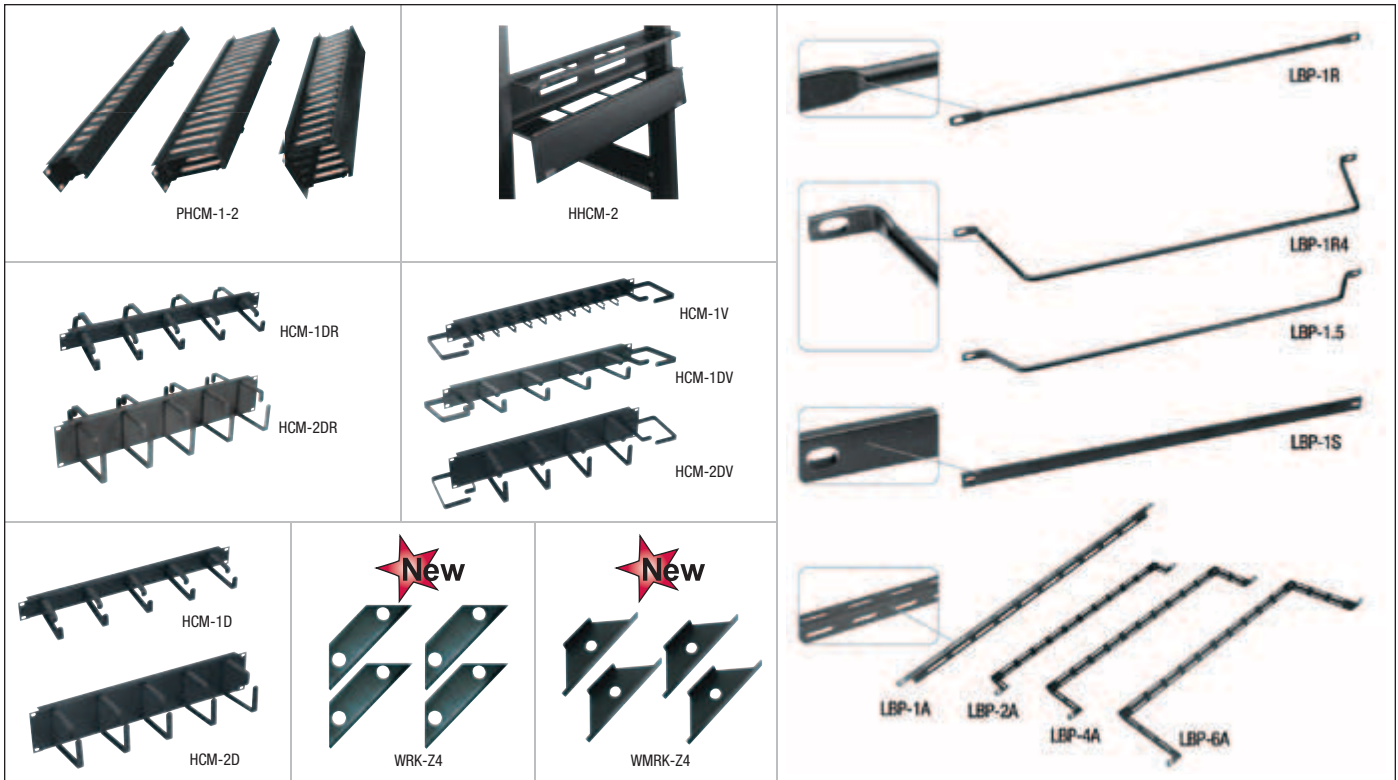 PHCM-1-2
HHCM-2
HCM-1DR
HCM-2DR
HCM-1V
HCM-1DV
HCM-2DV
HCM-1D
HCM-2D
New
WRK-Z4
New
WMRK-Z4
LBP-1R
LBP-1R4
LBP-1.5
LBP-1S
LBP-1A
LBP-2A
LBP-4A
LBP-6A